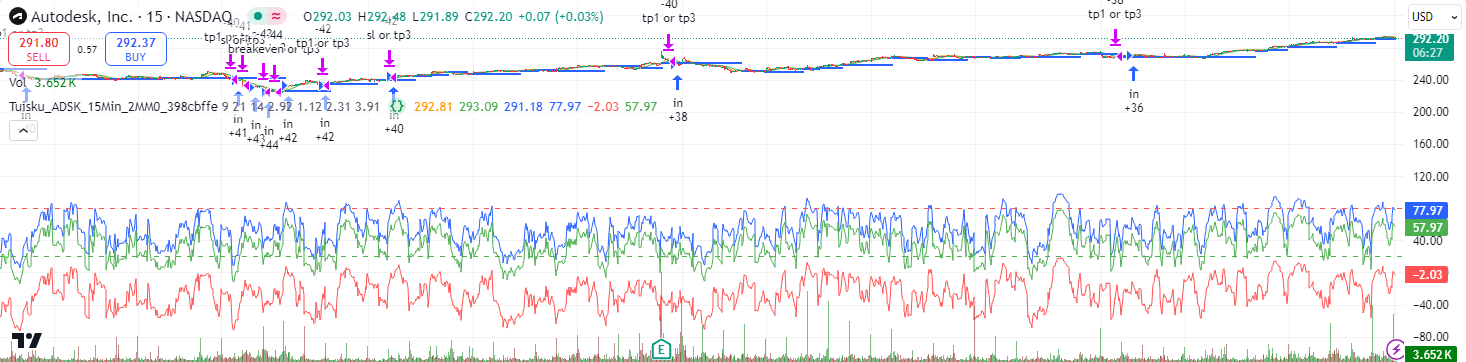 Autodesk, Inc. · 15 · NASDAQ
O292.03 H292.48 L291.89 C292.20 +0.07 (+0.03%)
291.80
SELL
0.57
292.37
BUY
Vol 3.652 K
Tuisku_ADSK_15Min_2MM0_398cbffe 9 21 14 2.92 1.12 2.31 3.91 292.81 293.09 291.18 77.97 −2.03 57.97
-42
tp1 or tp3
sl or tp3
-40
tp1 or tp3
tp1 or tp3
in
+41
in
+43
in
+44
in
+42
in
+42
in
+40
in
+38
in
+36
E
USD
292.20
06:27
240.00
200.00
160.00
120.00
77.97
57.97
40.00
−2.03
−40.00
−80.00
3.652 K